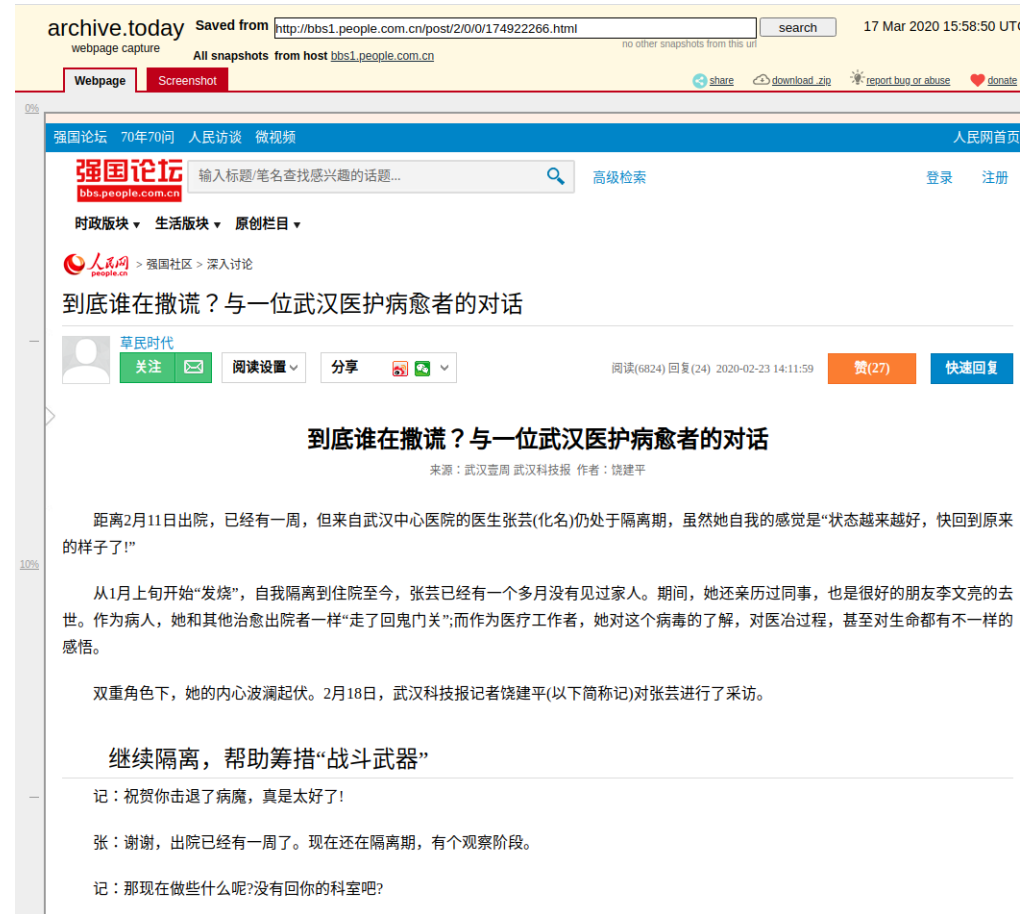 archive.today
webpage capture
Saved from http://bbs1.people.com.cn/post/2/0/0/174922266.html search 17 Mar 2020 15:58:50 UTC
no other snapshots from this url
All snapshots from host bbs1.people.com.cn
Webpage Screenshot share download .zip report bug or abuse donate
0%
强国论坛 70年70问 人民访谈 微视频 人民网首页
强国论坛
bbs.people.com.cn
输入标题/笔名查找感兴趣的话题... 高级检索 登录 注册
时政版块 生活版块 原创栏目
人民网 people.cn > 强国社区 > 深入讨论
到底谁在撒谎？与一位武汉医护病愈者的对话
草民时代
关注 阅读设置 分享 阅读(6824) 回复(24) 2020-02-23 14:11:59 赞(27) 快速回复
到底谁在撒谎？与一位武汉医护病愈者的对话
来源：武汉壹周 武汉科技报 作者：饶建平
距离2月11日出院，已经有一周，但来自武汉中心医院的医生张芸(化名)仍处于隔离期，虽然她自我的感觉是“状态越来越好，快回到原来
的样子了!”
10%
从1月上旬开始“发烧”，自我隔离到住院至今，张芸已经有一个多月没有见过家人。期间，她还亲历过同事，也是很好的朋友李文亮的去
世。作为病人，她和其他治愈出院者一样“走了回鬼门关”;而作为医疗工作者，她对这个病毒的了解，对医治过程，甚至对生命都有不一样的
感悟。
双重角色下，她的内心波澜起伏。2月18日，武汉科技报记者饶建平(以下简称记)对张芸进行了采访。
继续隔离，帮助筹措“战斗武器”
记：祝贺你击退了病魔，真是太好了!
张：谢谢，出院已经有一周了。现在还在隔离期，有个观察阶段。
记：那现在做些什么呢?没有回你的科室吧?